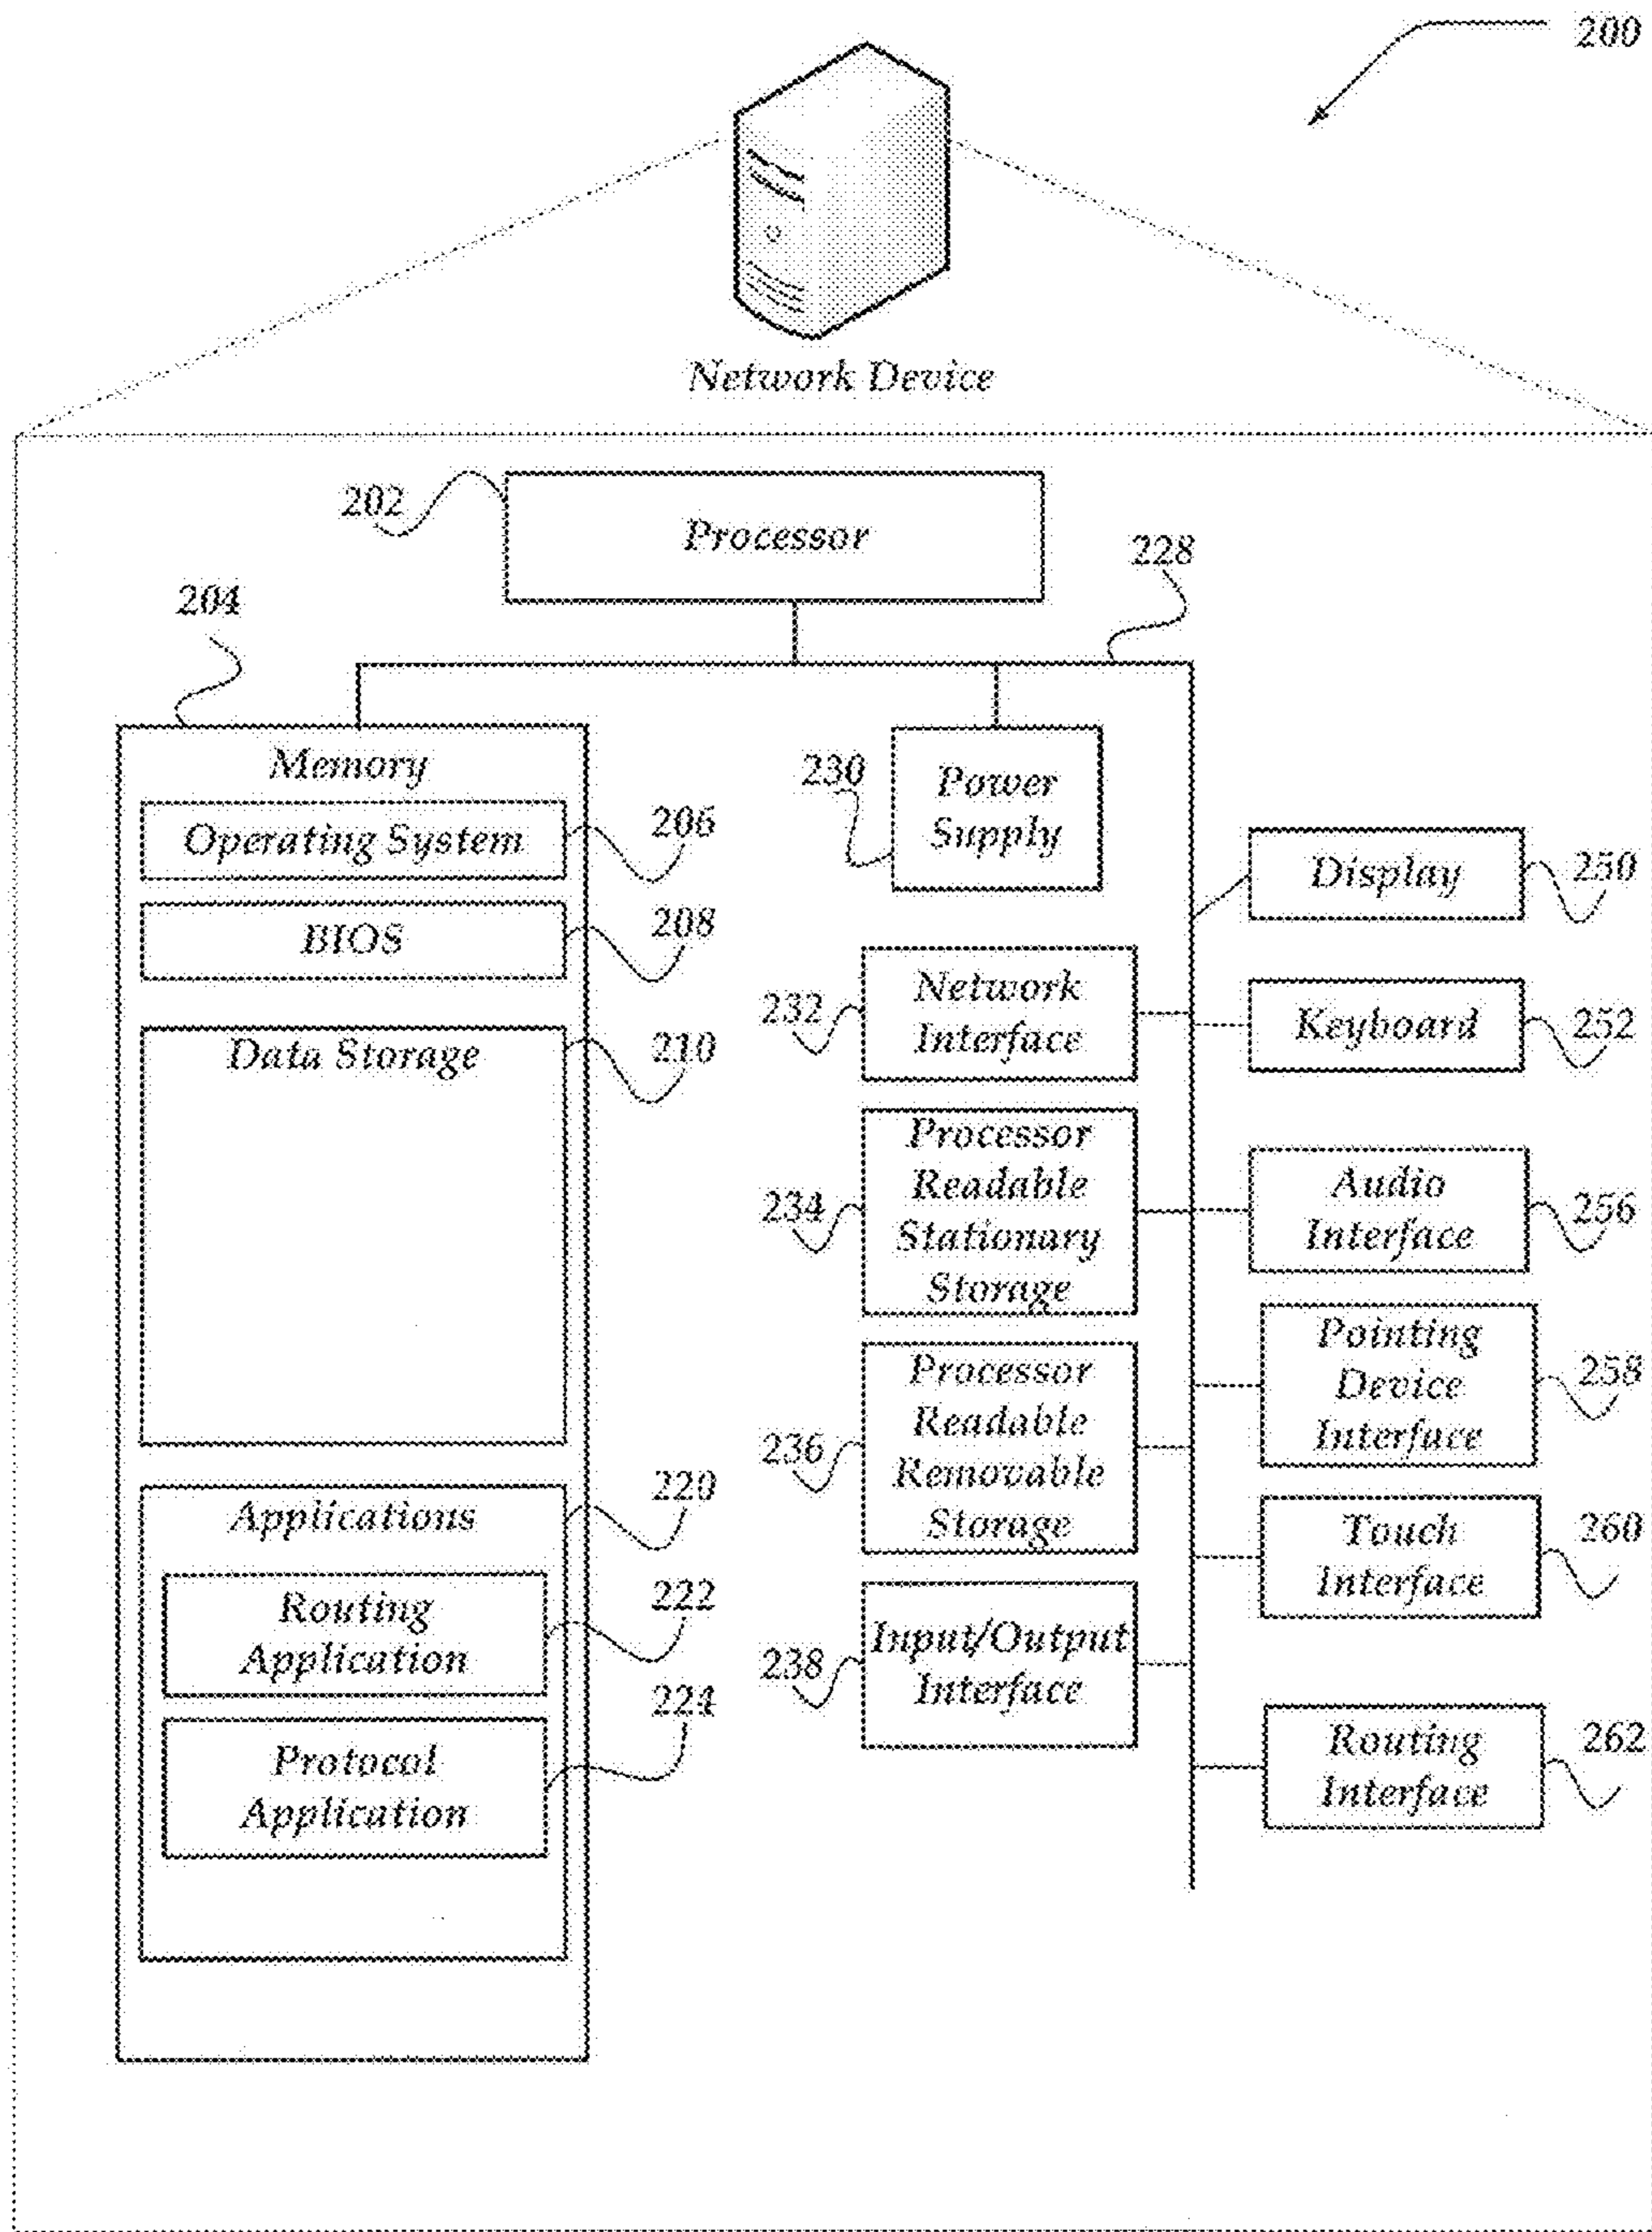 200
Network Device
202
Processor
228
204
Memory
Operating System
206
BIOS
208
Data Storage
210
Applications
220
Routing
Application
222
Protocol
Application
224
230
Power
Supply
232
Network
Interface
234
Processor
Readable
Stationary
Storage
236
Processor
Readable
Removable
Storage
238
Input/Output
Interface
Display
250
Keyboard
252
Audio
Interface
256
Pointing
Device
Interface
258
Touch
Interface
260
Routing
Interface
262